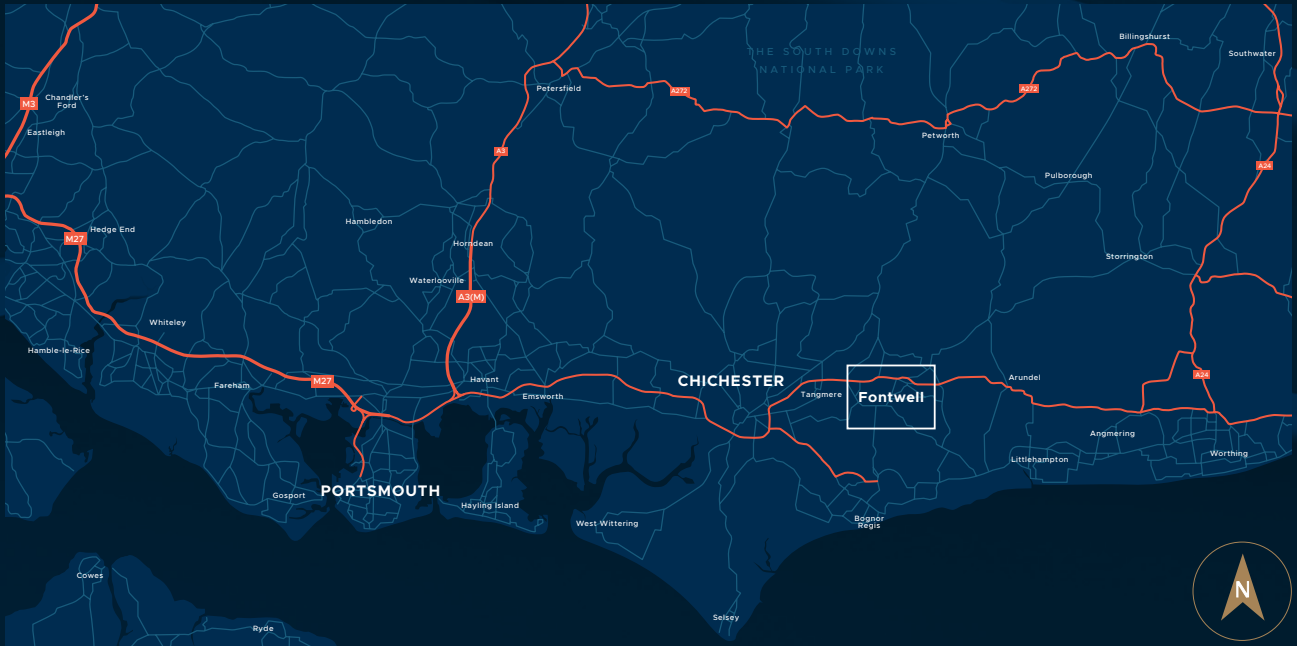 Billingshurst
THE SOUTH DOWNS
NATIONAL PARK
Southwater
Petersfield
A272
A272
M3
Chandler's
Ford
Eastleigh
Petworth
A3
A24
Pulborough
Hambledon
Hedge End
M27
Horndean
Storrington
Waterlooville
A3(M)
Whiteley
Hamble-le-Rice
M27
Fareham
Havant
CHICHESTER
Arundel
A24
Emsworth
Tangmere
Fontwell
Angmering
Worthing
Littlehampton
Gosport
PORTSMOUTH
Hayling Island
West Wittering
Bognor
Regis
Cowes
N
Selsey
Ryde